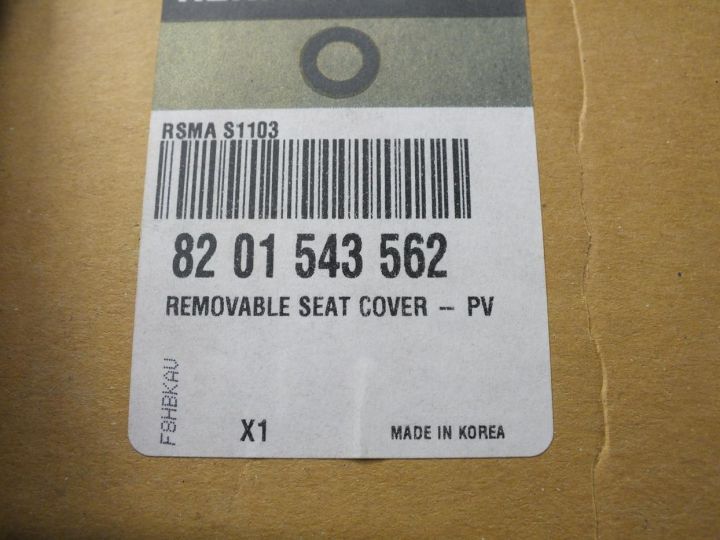 RSMA S1103
82 01 543 562
REMOVABLE SEAT COVER – PV
F8HBKAU
X1
MADE IN KOREA